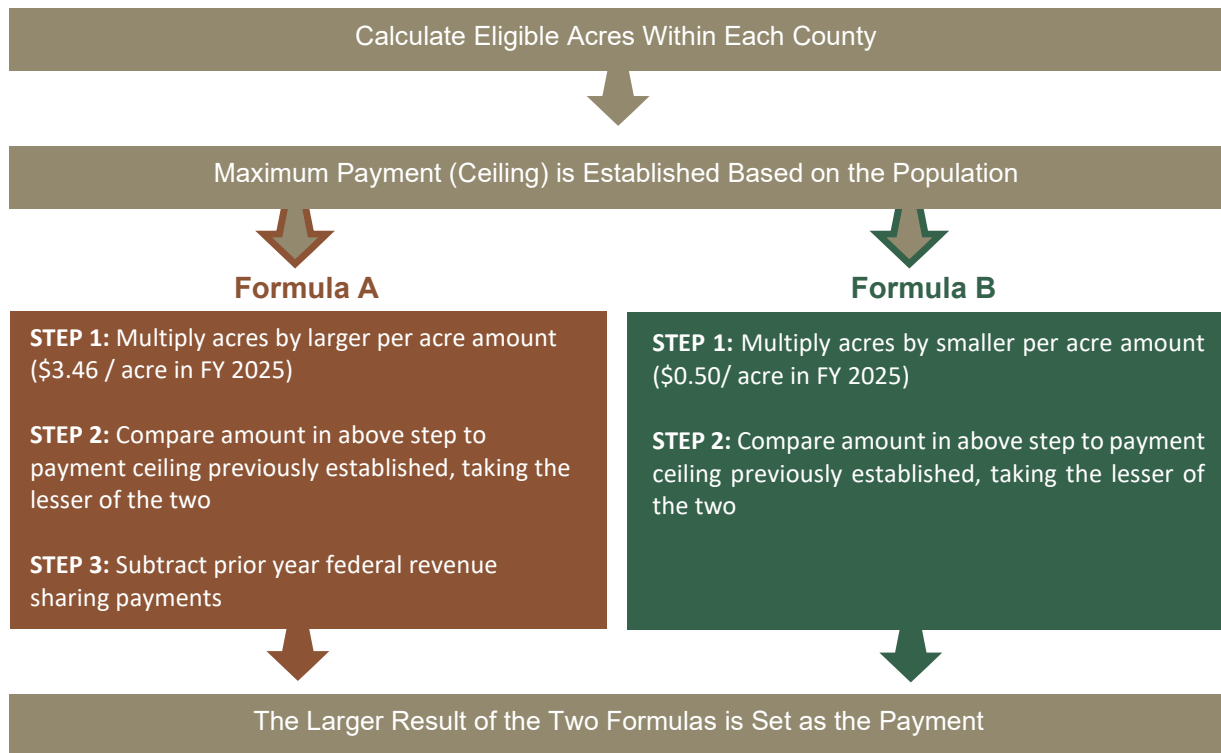 Calculate Eligible Acres Within Each County
Maximum Payment (Ceiling) is Established Based on the Population
Formula A
STEP 1: Multiply acres by larger per acre amount
($3.46 / acre in FY 2025)
STEP 2: Compare amount in above step to
payment ceiling previously established, taking the
lesser of the two
STEP 3: Subtract prior year federal revenue
sharing payments
Formula B
STEP 1: Multiply acres by smaller per acre amount
($0.50/ acre in FY 2025)
STEP 2: Compare amount in above step to payment
ceiling previously established, taking the lesser of
the two
The Larger Result of the Two Formulas is Set as the Payment